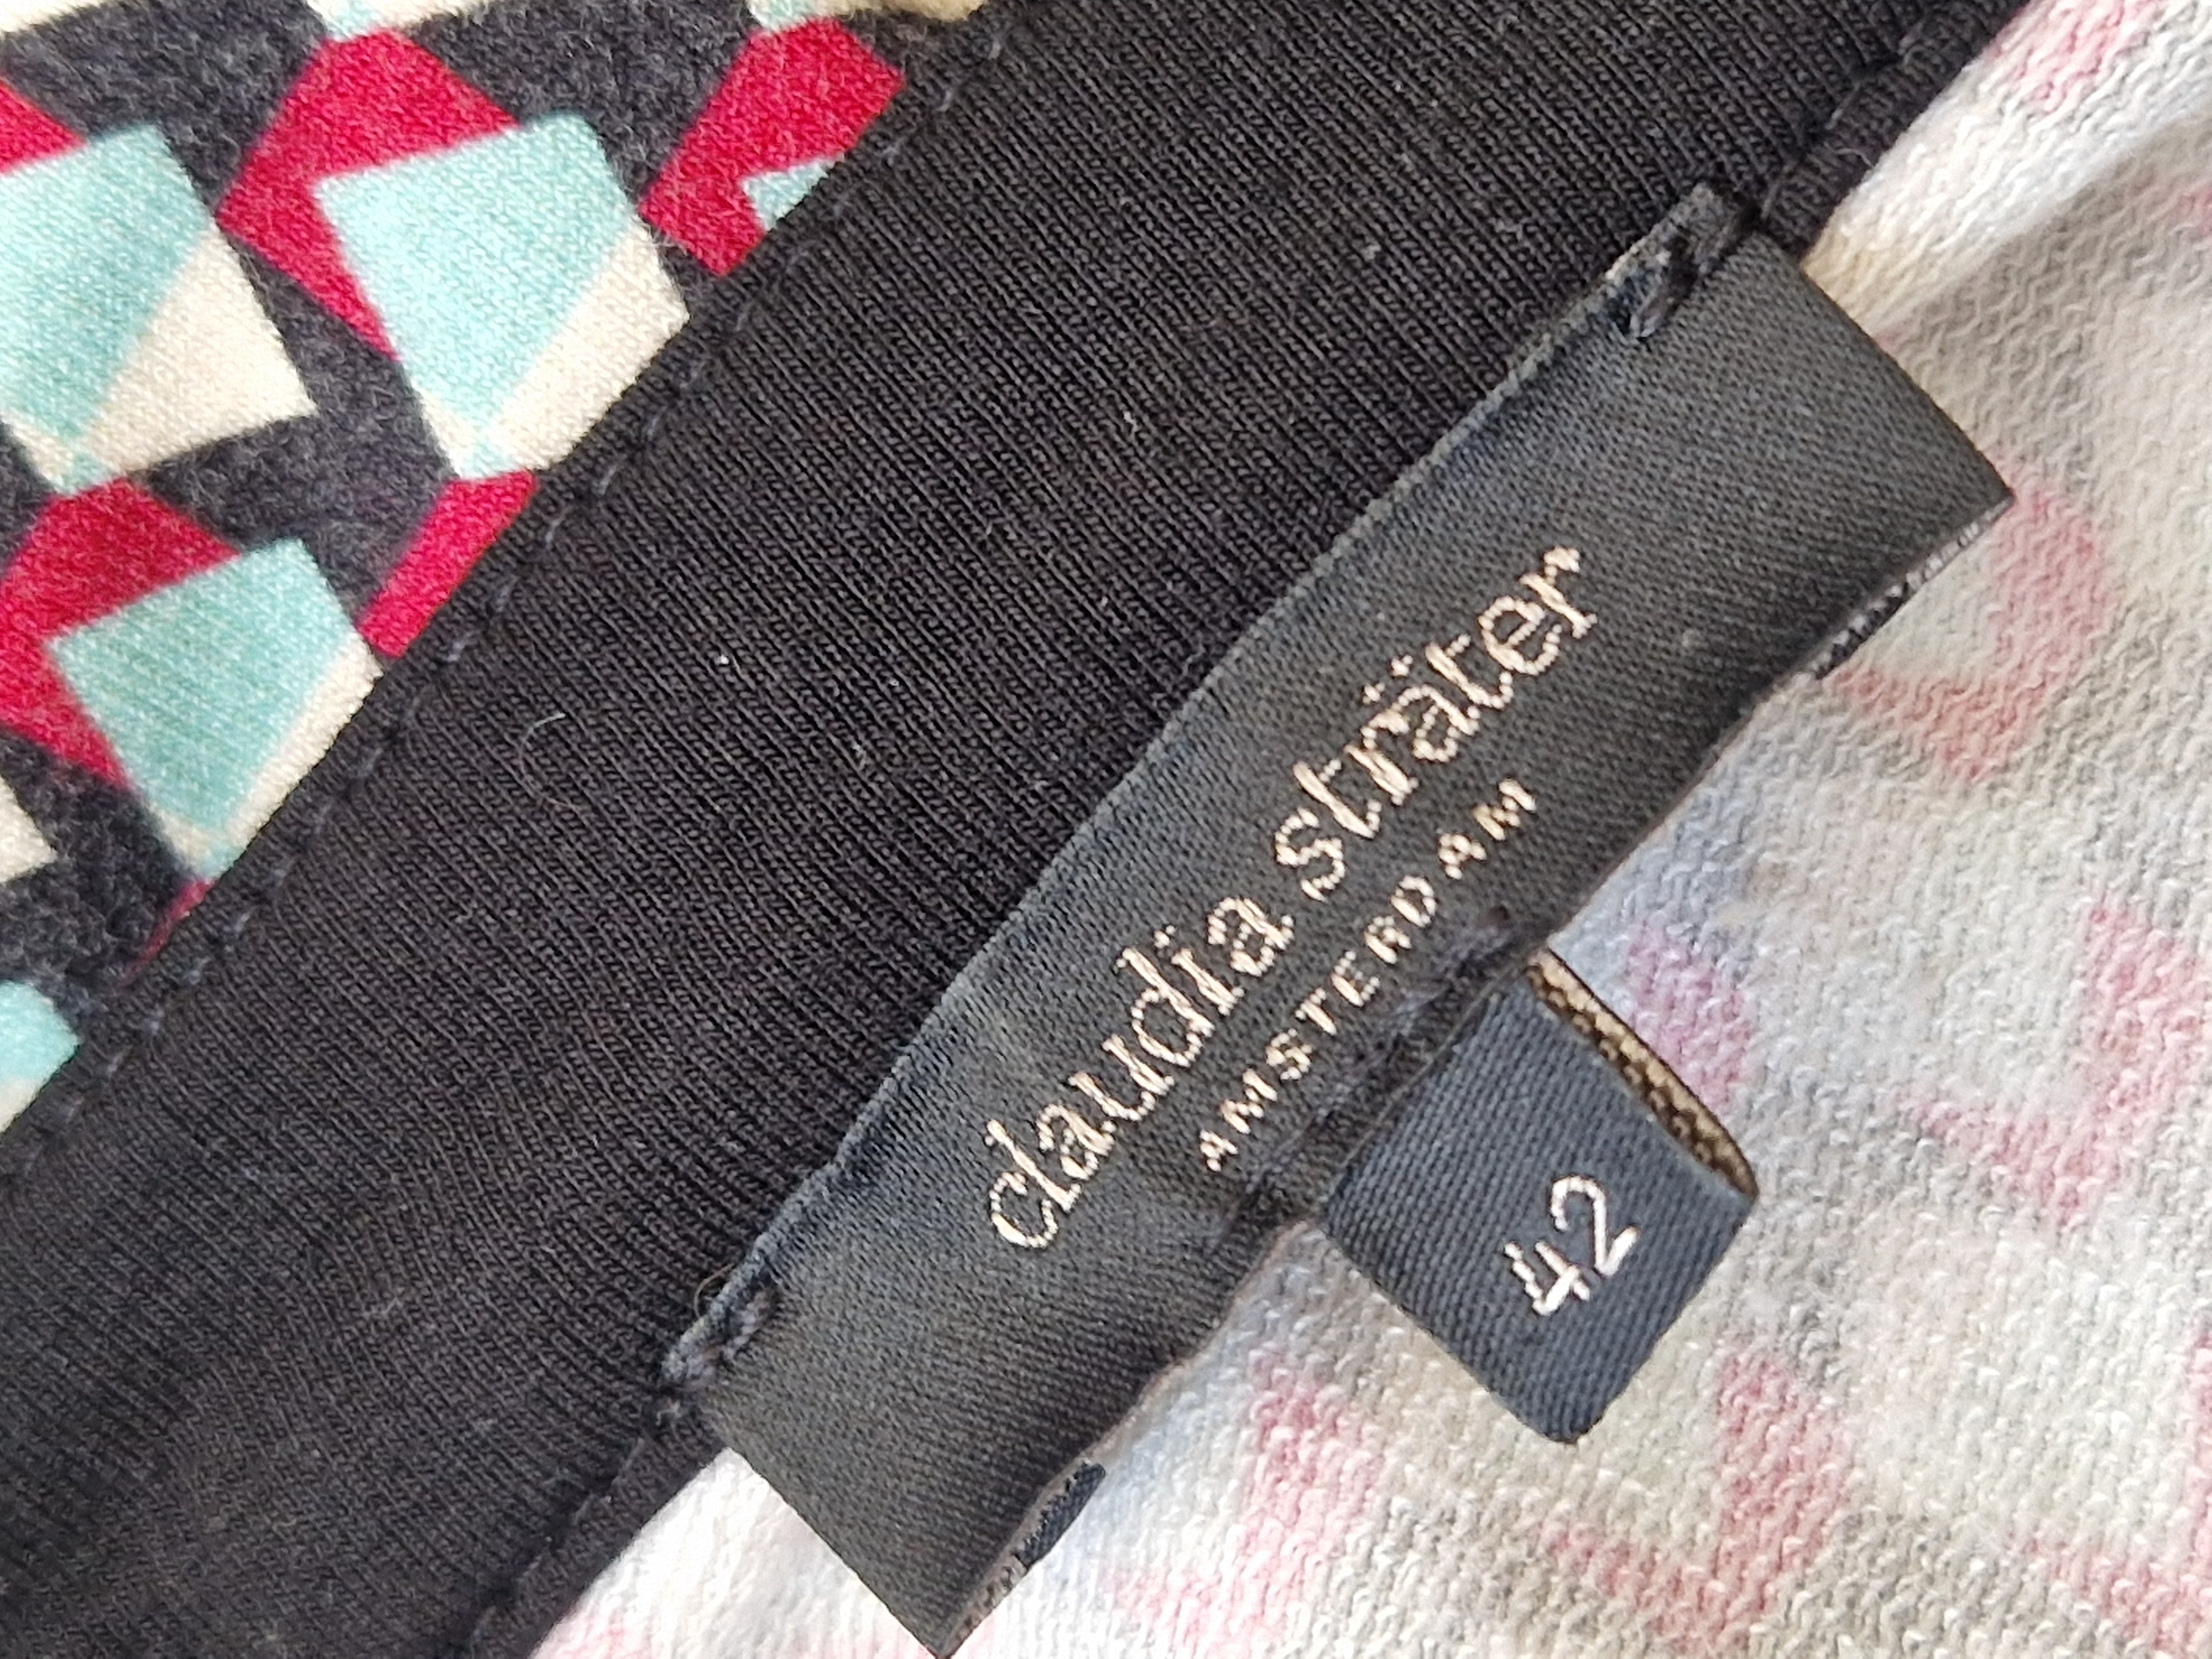 claudia sträter
AMSTERDAM
42